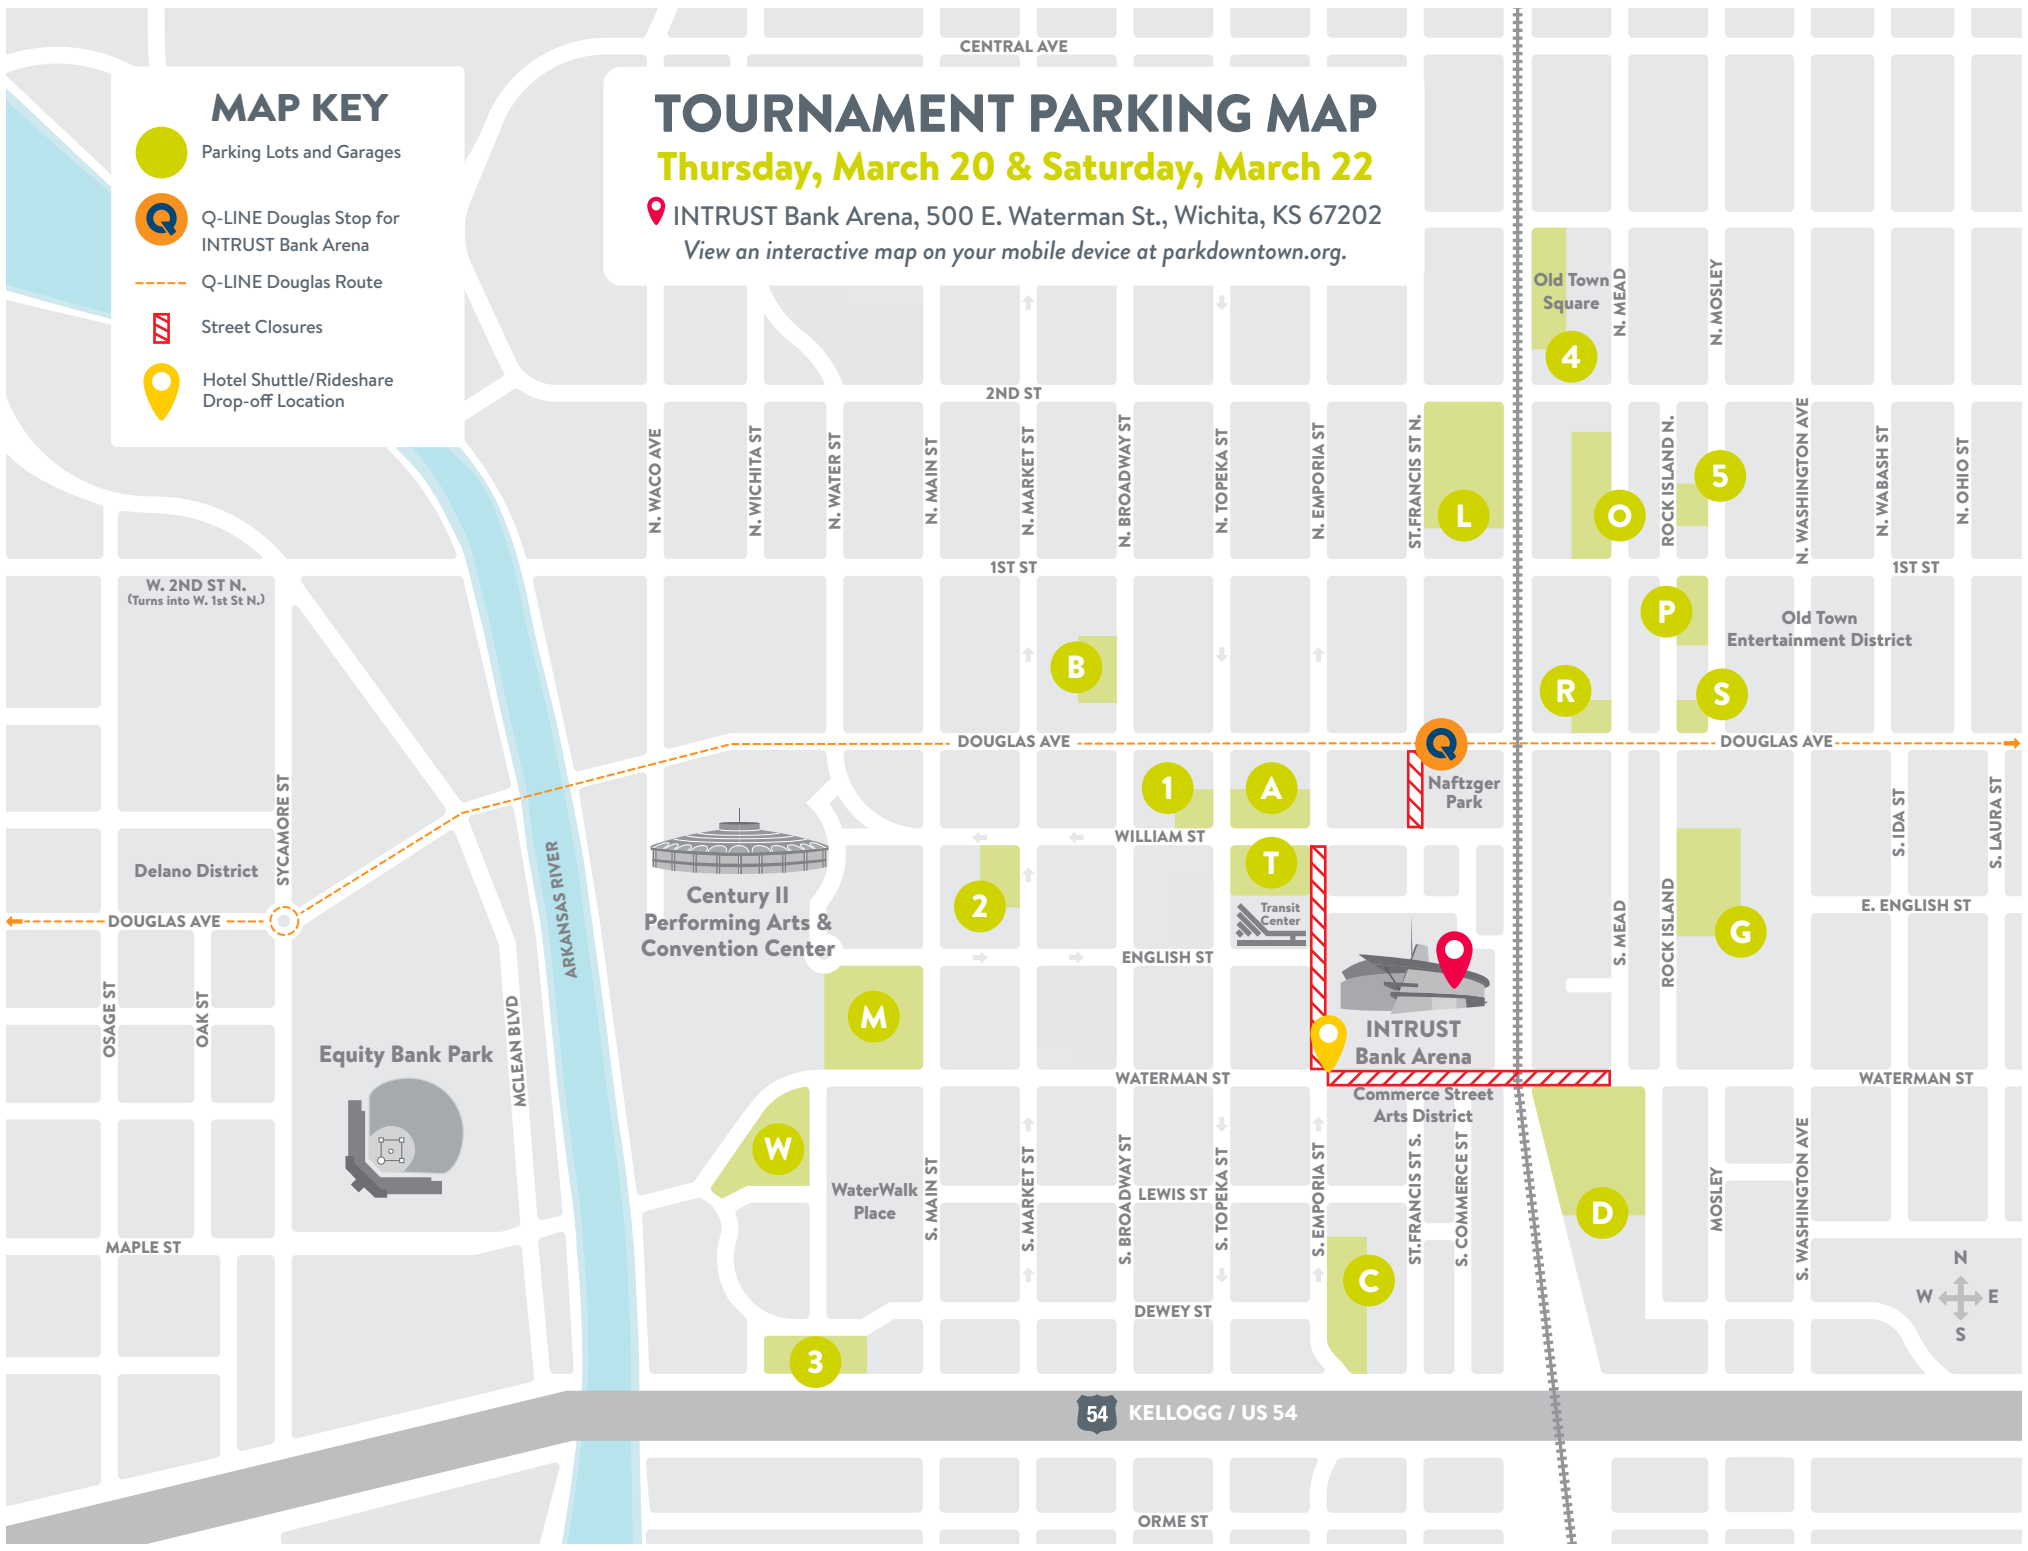 CENTRAL AVE
MAP KEY
Parking Lots and Garages
Q
Q-LINE Douglas Stop for
INTRUST Bank Arena
Q-LINE Douglas Route
Street Closures
Hotel Shuttle/Rideshare
Drop-off Location
TOURNAMENT PARKING MAP
Thursday, March 20 & Saturday, March 22
INTRUST Bank Arena, 500 E. Waterman St., Wichita, KS 67202
View an interactive map on your mobile device at parkdowntown.org.
Old Town
Square
N. MEAD
N. MOSLEY
4
2ND ST
N. WACO AVE
N. WICHITA ST
N. WATER ST
N. MAIN ST
N. MARKET ST
N. BROADWAY ST
N. TOPEKA ST
N. EMPORIA ST
ST.FRANCIS ST N.
L
O
ROCK ISLAND N.
5
N. WASHINGTON AVE
N. WABASH ST
N. OHIO ST
1ST ST
1ST ST
W. 2ND ST N.
(Turns into W. 1st St N.)
B
P
Old Town
Entertainment District
R
S
DOUGLAS AVE
Q
DOUGLAS AVE
Naftzger
Park
1
A
WILLIAM ST
SYCAMORE ST
Delano District
DOUGLAS AVE
ARKANSAS RIVER
Century II
Performing Arts &
Convention Center
2
T
Transit
Center
ENGLISH ST
S. IDA ST
S. LAURA ST
E. ENGLISH ST
S. MEAD
ROCK ISLAND
G
OSAGE ST
OAK ST
MCLEAN BLVD
M
INTRUST
Bank Arena
Equity Bank Park
WATERMAN ST
WATERMAN ST
Commerce Street
Arts District
W
WaterWalk
Place
S. MAIN ST
S. MARKET ST
S. BROADWAY ST
LEWIS ST
S. TOPEKA ST
S. EMPORIA ST
ST.FRANCIS ST S.
S. COMMERCE ST
D
MOSLEY
S. WASHINGTON AVE
MAPLE ST
C
N
W E
S
DEWEY ST
3
54 KELLOGG / US 54
ORME ST